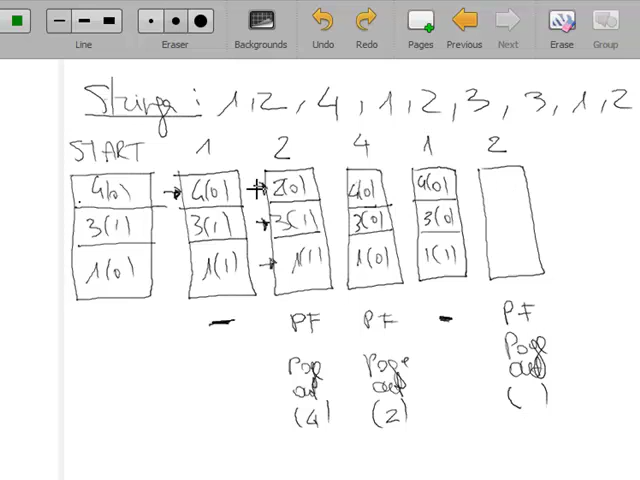 Line
Eraser
Backgrounds
Undo
Redo
Pages
Previous
Next
Erase
Group
Stringa: 1, 2, 4, 1, 2, 3, 3, 1, 2
START 1 2 4 1 2
4(0) 4(0) 2(0) 4(0) 4(0)
3(1) 3(1) 3(1) 3(0) 3(0)
1(0) 1(1) 1(1) 1(0) 1(1)
- PF PF - PF
Pag Page Page
out out out
(4) (2) ( )